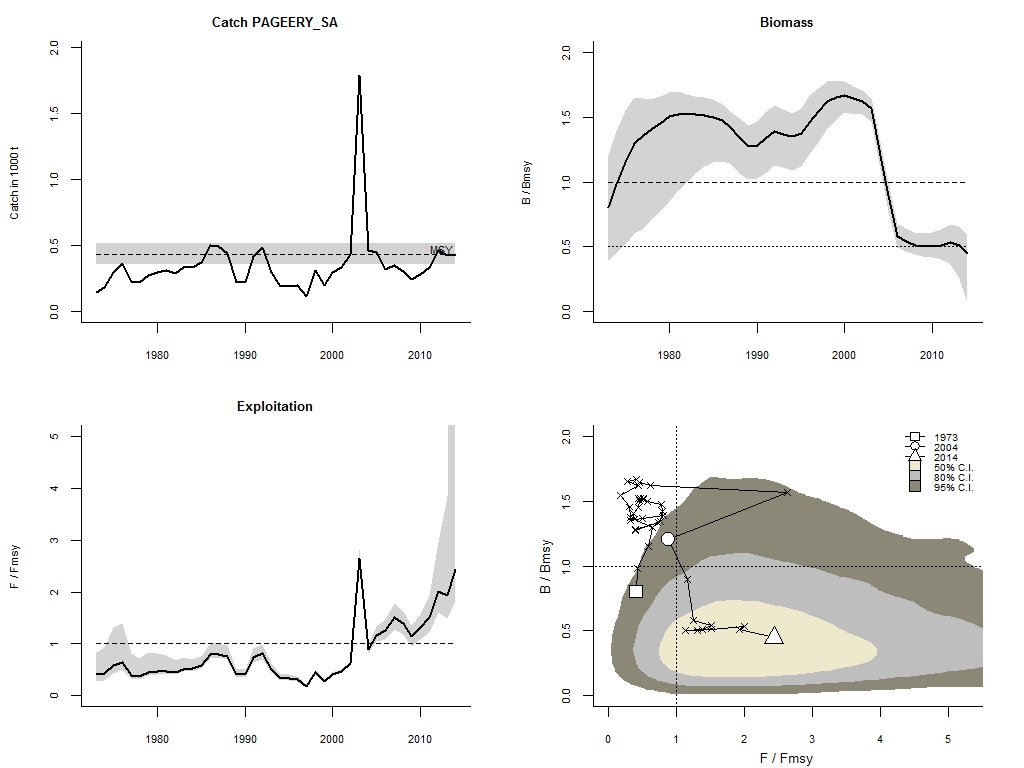 Catch PAGEERY_SA
Catch in 1000 t
2.0
1.5
1.0
0.5
0.0
MSY
1980 1990 2000 2010
Biomass
B / Bmsy
2.0
1.5
1.0
0.5
0.0
1980 1990 2000 2010
Exploitation
F / Fmsy
5
4
3
2
1
0
1980 1990 2000 2010
B / Bmsy
2.0
1.5
1.0
0.5
0.0
1973
2004
2014
50% C.I.
80% C.I.
95% C.I.
0 1 2 3 4 5
F / Fmsy